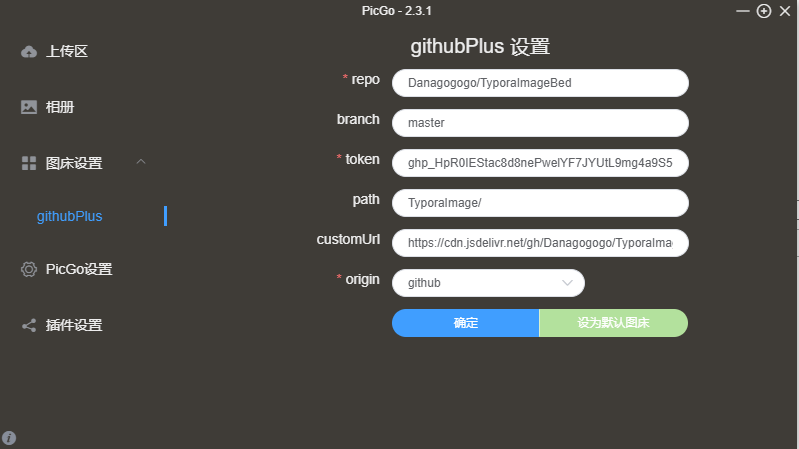 PicGo - 2.3.1
上传区
相册
图床设置
githubPlus
PicGo设置
插件设置
githubPlus 设置
* repo
Danagogogo/TyporaImageBed
branch
master
* token
path
TyporaImage/
customUrl
https://cdn.jsdelivr.net/gh/Danagogogo/TyporaIma
* origin
github
确定
设为默认图床